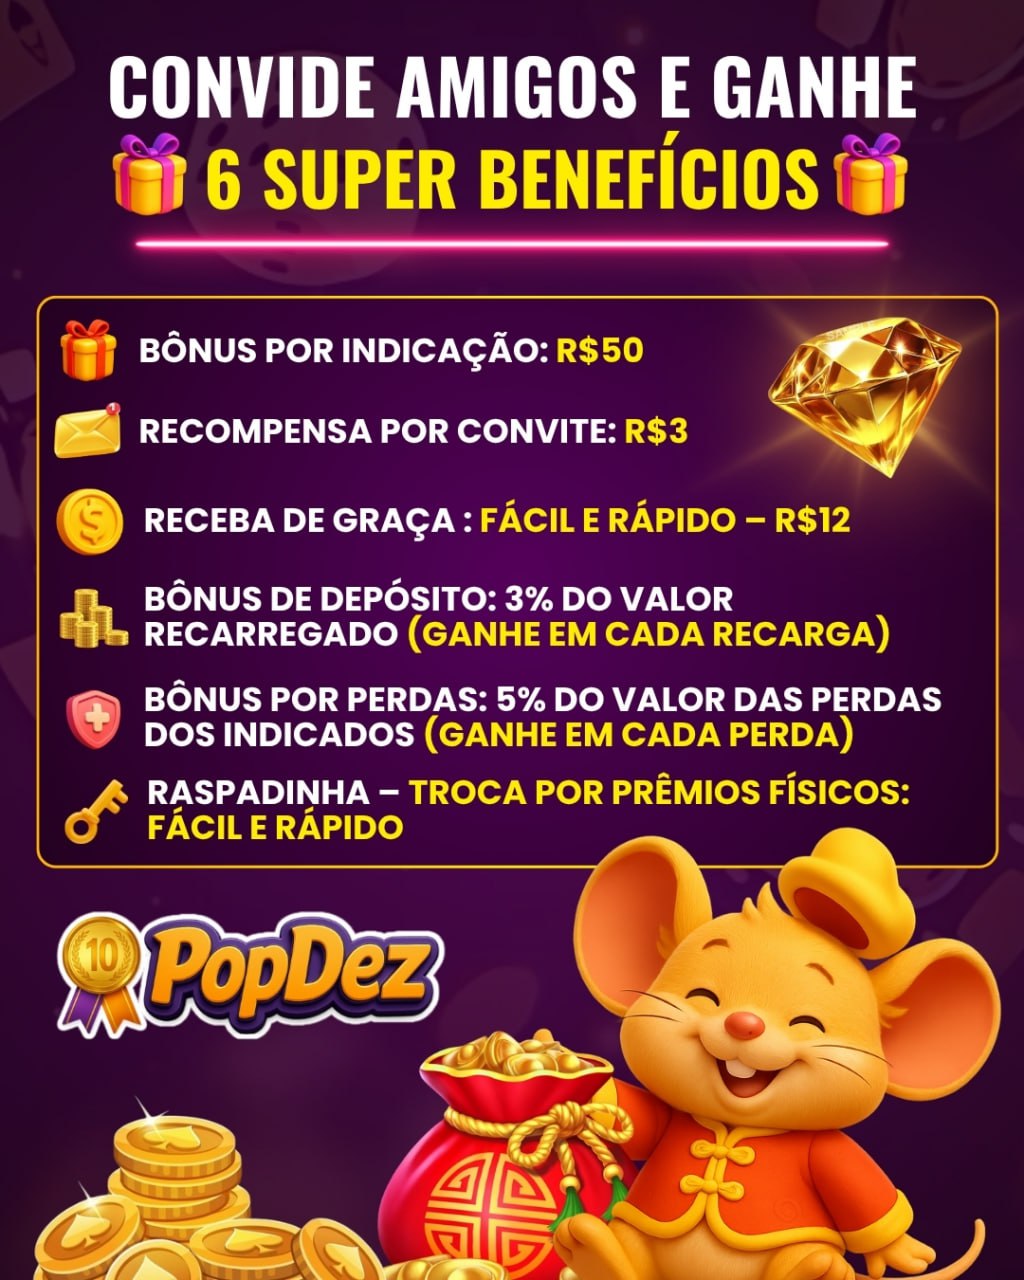 CONVIDE AMIGOS E GANHE
6 SUPER BENEFÍCIOS
BÔNUS POR INDICAÇÃO: R$50
RECOMPENSA POR CONVITE: R$3
RECEBA DE GRAÇA : FÁCIL E RÁPIDO – R$12
BÔNUS DE DEPÓSITO: 3% DO VALOR
RECARREGADO (GANHE EM CADA RECARGA)
BÔNUS POR PERDAS: 5% DO VALOR DAS PERDAS
DOS INDICADOS (GANHE EM CADA PERDA)
RASPADINHA – TROCA POR PRÊMIOS FÍSICOS:
FÁCIL E RÁPIDO
10 PopDez